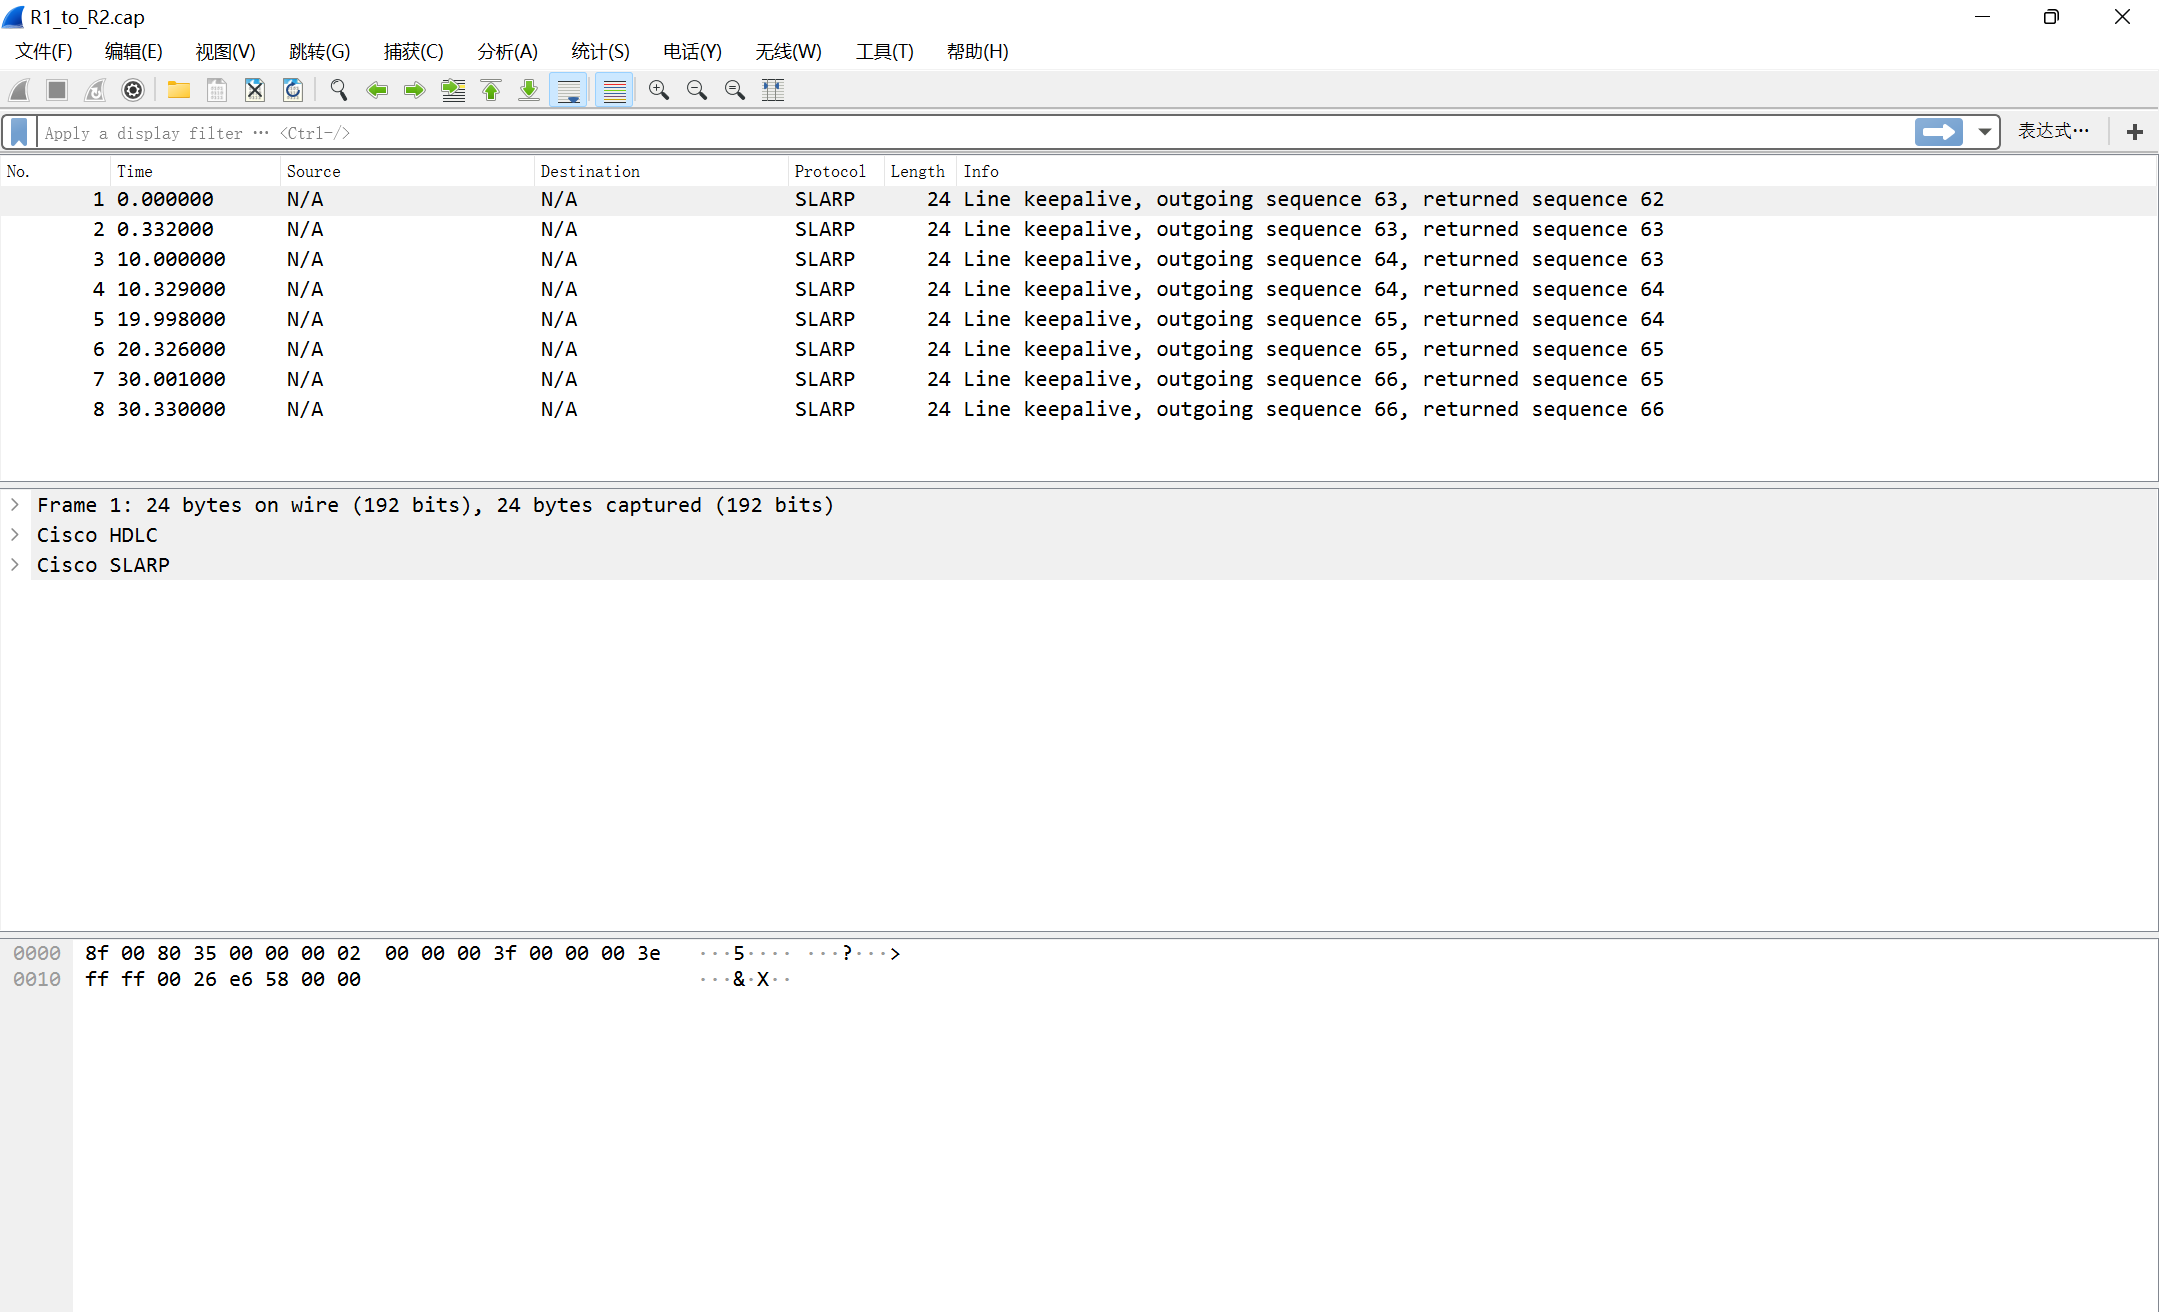 R1_to_R2.cap
文件(F) 编辑(E) 视图(V) 跳转(G) 捕获(C) 分析(A) 统计(S) 电话(Y) 无线(W) 工具(T) 帮助(H)
Apply a display filter … <Ctrl-/> 表达式…
No. Time Source Destination Protocol Length Info
1 0.000000 N/A N/A SLARP 24 Line keepalive, outgoing sequence 63, returned sequence 62
2 0.332000 N/A N/A SLARP 24 Line keepalive, outgoing sequence 63, returned sequence 63
3 10.000000 N/A N/A SLARP 24 Line keepalive, outgoing sequence 64, returned sequence 63
4 10.329000 N/A N/A SLARP 24 Line keepalive, outgoing sequence 64, returned sequence 64
5 19.998000 N/A N/A SLARP 24 Line keepalive, outgoing sequence 65, returned sequence 64
6 20.326000 N/A N/A SLARP 24 Line keepalive, outgoing sequence 65, returned sequence 65
7 30.001000 N/A N/A SLARP 24 Line keepalive, outgoing sequence 66, returned sequence 65
8 30.330000 N/A N/A SLARP 24 Line keepalive, outgoing sequence 66, returned sequence 66
Frame 1: 24 bytes on wire (192 bits), 24 bytes captured (192 bits)
Cisco HDLC
Cisco SLARP
0000 8f 00 80 35 00 00 00 02 00 00 00 3f 00 00 00 3e ···5···· ···?···>
0010 ff ff 00 26 e6 58 00 00 ···&·X··